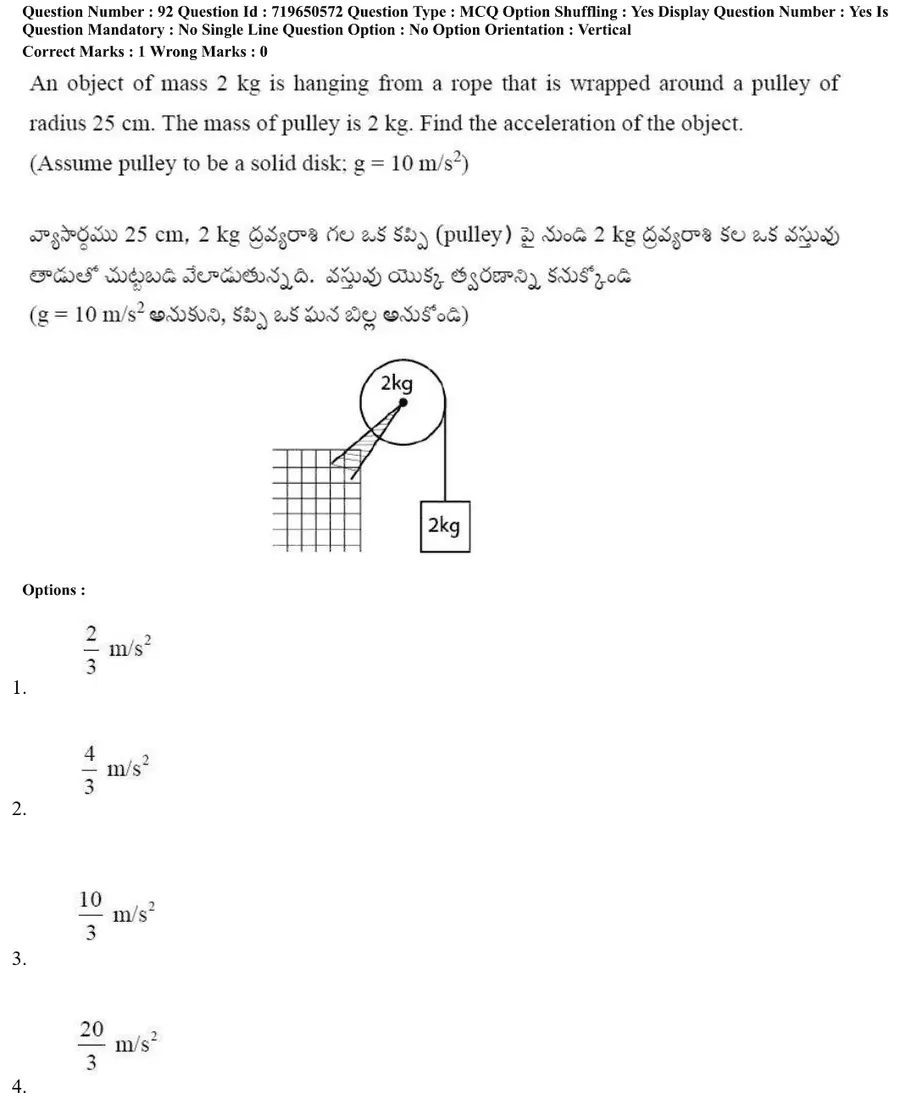 Question Number : 92 Question Id : 719650572 Question Type : MCQ Option Shuffling : Yes Display Question Number : Yes Is
Question Mandatory : No Single Line Question Option : No Option Orientation : Vertical
Correct Marks : 1 Wrong Marks : 0
An object of mass 2 kg is hanging from a rope that is wrapped around a pulley of
radius 25 cm. The mass of pulley is 2 kg. Find the acceleration of the object.
(Assume pulley to be a solid disk; g = 10 m/s²)
వ్యాసార్థము 25 cm, 2 kg ద్రవ్యరాశి గల ఒక కప్పి (pulley) పై నుండి 2 kg ద్రవ్యరాశి కల ఒక వస్తువు
తాడుతో చుట్టబడి వేలాడుతున్నది. వస్తువు యొక్క త్వరణాన్ని కనుక్కోండి
(g = 10 m/s² అనుకుని, కప్పి ఒక ఘన బిల్ల అనుకోండి)
2kg
2kg
Options :
1. 2/3 m/s²
2. 4/3 m/s²
3. 10/3 m/s²
4. 20/3 m/s²